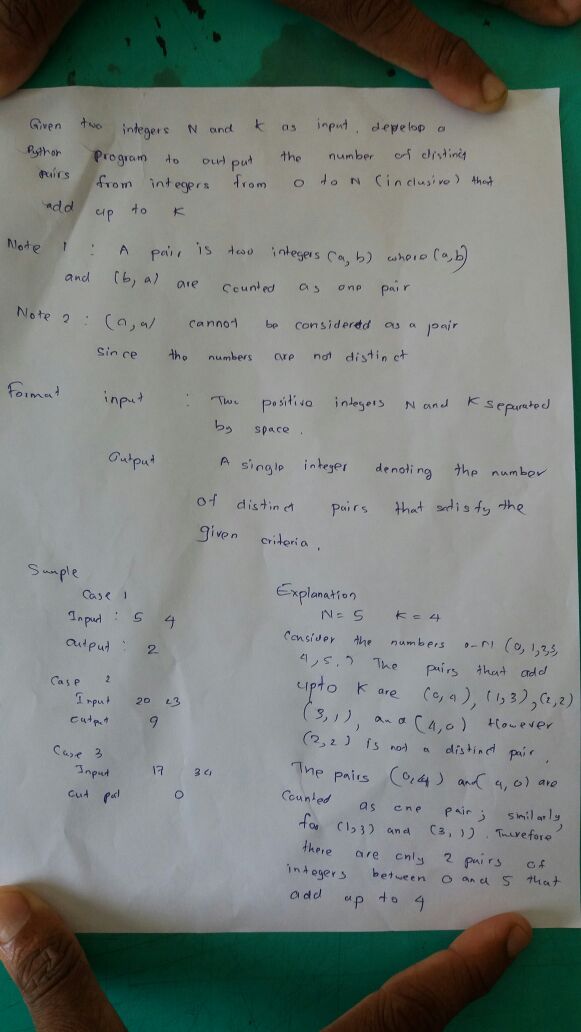 Given two integers N and K as input, develop a
Python program to output the number of distinct
pairs from integers from 0 to N (inclusive) that
add up to K
Note 1 : A pair is two integers (a, b) where (a, b)
and (b, a) are counted as one pair
Note 2 : (a, a) cannot be considered as a pair
since the numbers are not distinct
Format input : Two positive integers N and K separated
by space.
Output A single integer denoting the number
of distinct pairs that satisfy the
given criteria.
Sample
Case 1
Input : 5 4
Output : 2
Case 2
Input 20 23
Output 9
Case 3
Input 17 34
Out put 0
Explanation
N = 5 K = 4
Consider the numbers 0-N (0, 1, 2, 3,
4, 5.) The pairs that add
upto K are (0,4), (1,3), (2,2)
(3,1), and (4,0) However
(2,2) is not a distinct pair.
The pairs (0,4) and (4,0) are
Counted as one pair; similarly
for (1,3) and (3,1). Therefore
there are only 2 pairs of
integers between 0 and 5 that
add up to 4